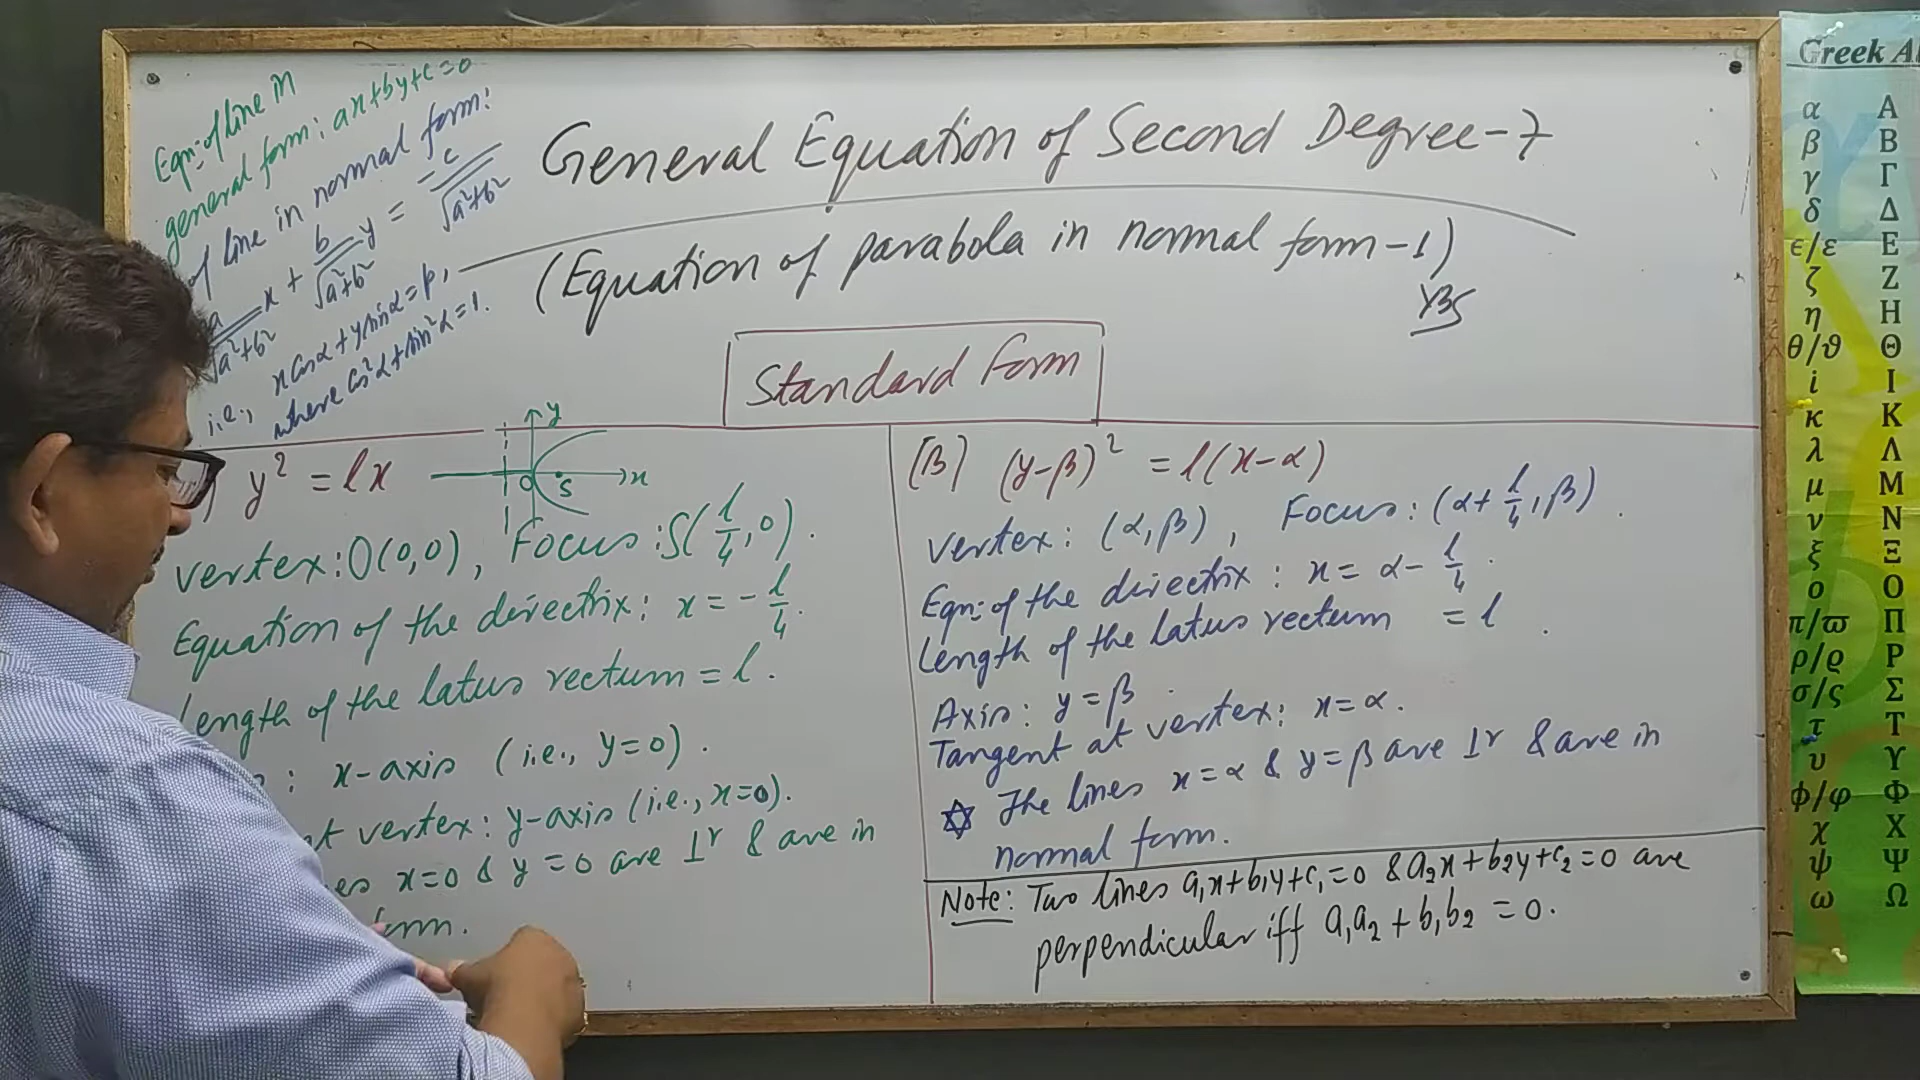 Eqn: of line in
general form: ax+by+c=0
of line in normal form:
a/√a²+b² x + b/√a²+b² y = -c/√a²+b²
i.e., x cosα + y sinα = p,
where cos²α + sin²α = 1.
General Equation of Second Degree-7
(Equation of parabola in normal form-1)
YBS
Standard Form
) y² = lx
y
O S x
vertex: O(0,0), Focus: S(l/4, 0).
Equation of the directrix: x = -l/4.
Length of the latus rectum = l.
: x-axis (i.e., y=0).
at vertex: y-axis (i.e., x=0).
es x=0 & y=0 are ⊥r & are in
form.
(B) (y-β)² = l(x-α)
vertex: (α,β), Focus: (α+l/4, β).
Eqn: of the directrix: x = α - l/4.
Length of the latus rectum = l.
Axis: y=β.
Tangent at vertex: x=α.
✡ The lines x=α & y=β are ⊥r & are in
normal form.
Note: Two lines a₁x+b₁y+c₁=0 & a₂x+b₂y+c₂=0 are
perpendicular iff a₁a₂+b₁b₂=0.
Greek Al
α Α
β Β
γ Γ
δ Δ
ϵ/ε Ε
ζ Ζ
η Η
θ/ϑ Θ
i Ι
κ Κ
λ Λ
μ Μ
ν Ν
ξ Ξ
ο Ο
π/ϖ Π
ρ/ϱ Ρ
σ/ς Σ
τ Τ
υ Υ
ϕ/φ Φ
χ Χ
ψ Ψ
ω Ω